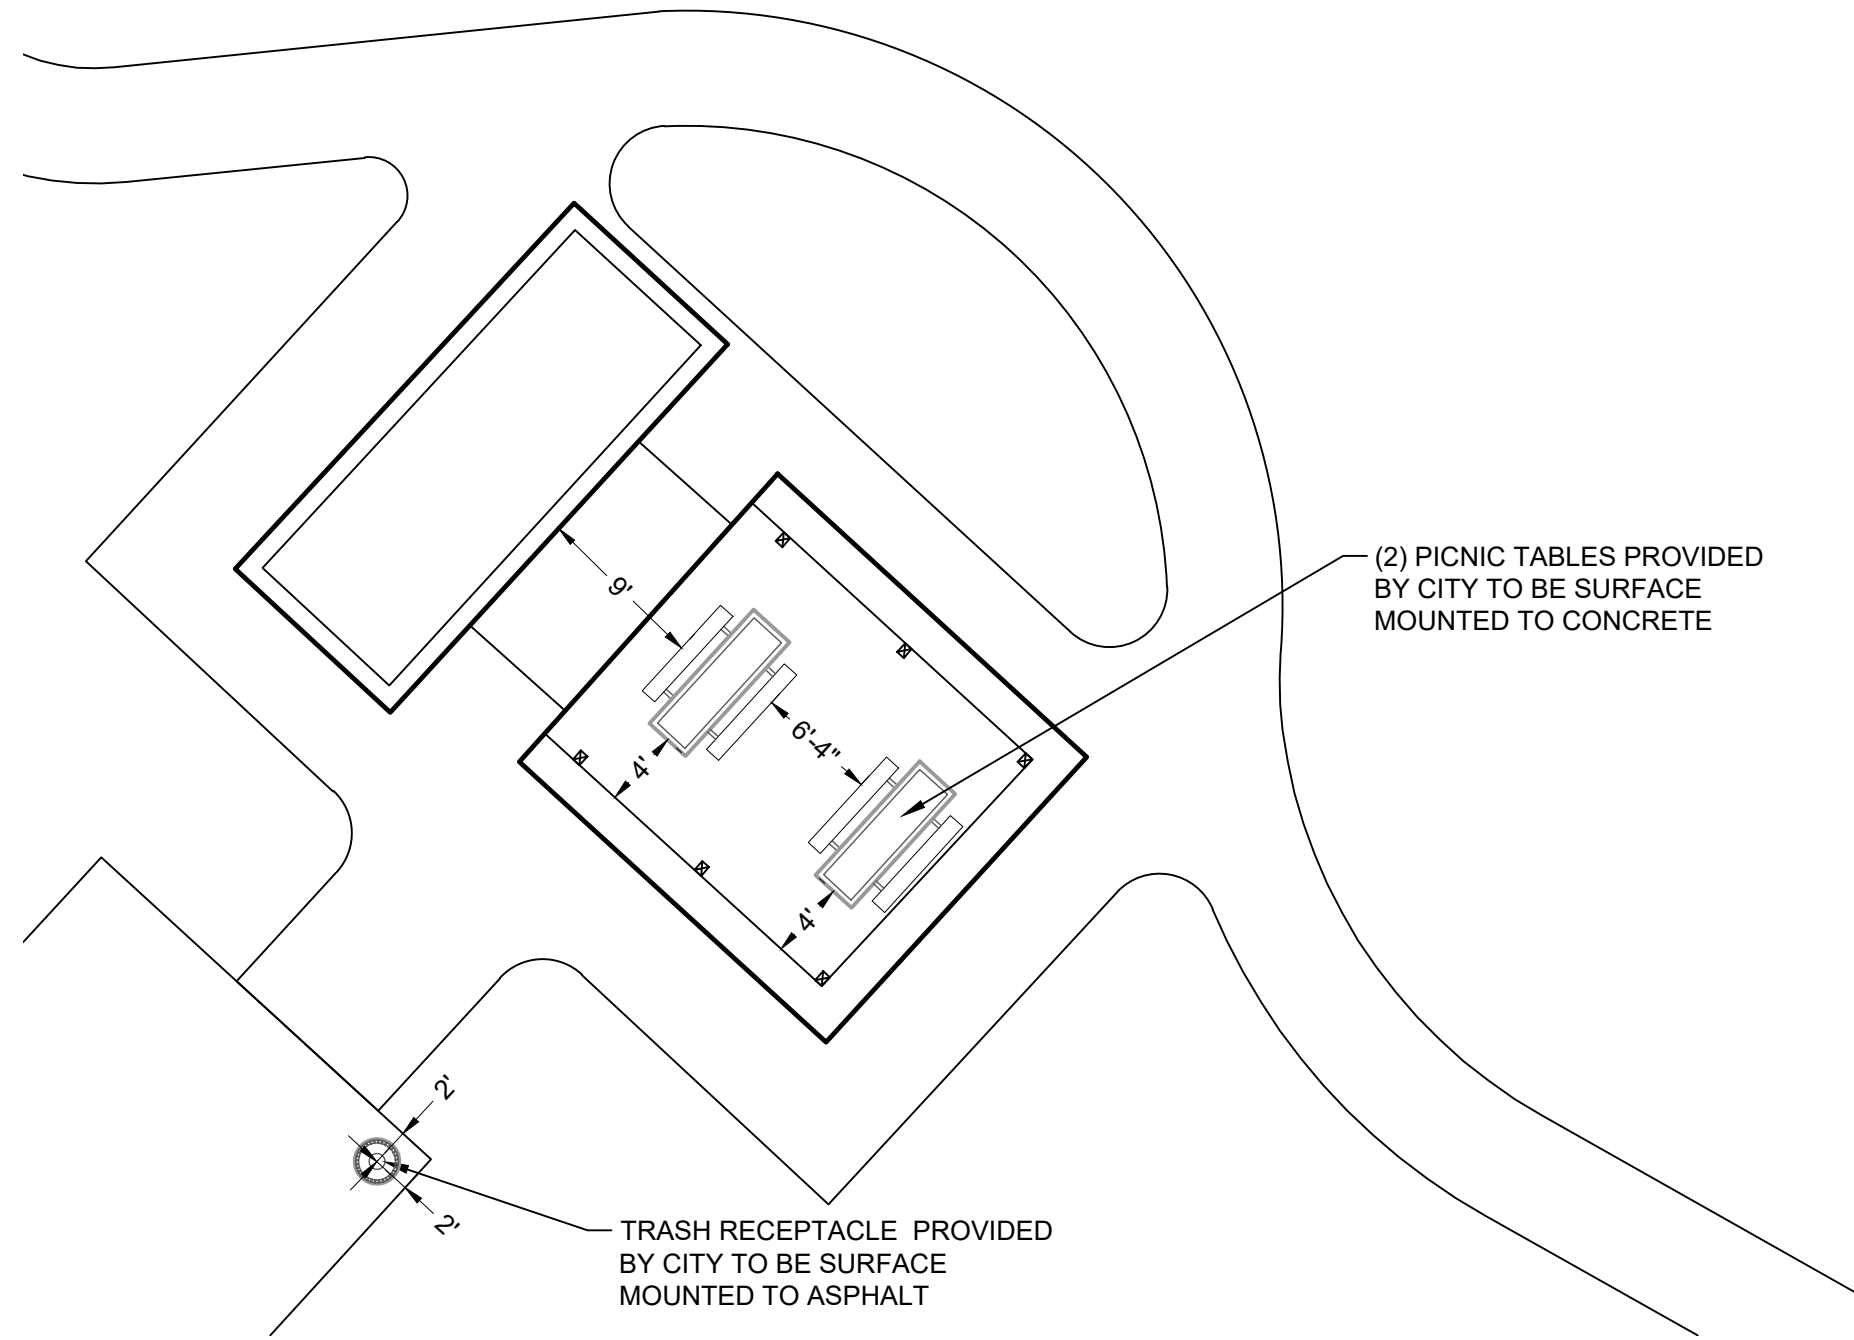 9'
(2) PICNIC TABLES PROVIDED
BY CITY TO BE SURFACE
MOUNTED TO CONCRETE
6'-4"
4'
4'
2'
2'
TRASH RECEPTACLE PROVIDED
BY CITY TO BE SURFACE
MOUNTED TO ASPHALT